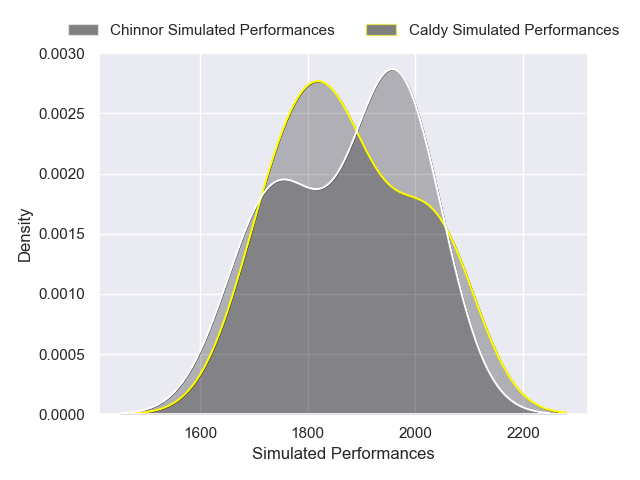 Chinnor Simulated Performances Caldy Simulated Performances
0.0030
0.0025
0.0020
0.0015
0.0010
0.0005
0.0000
Density
1600 1800 2000 2200
Simulated Performances